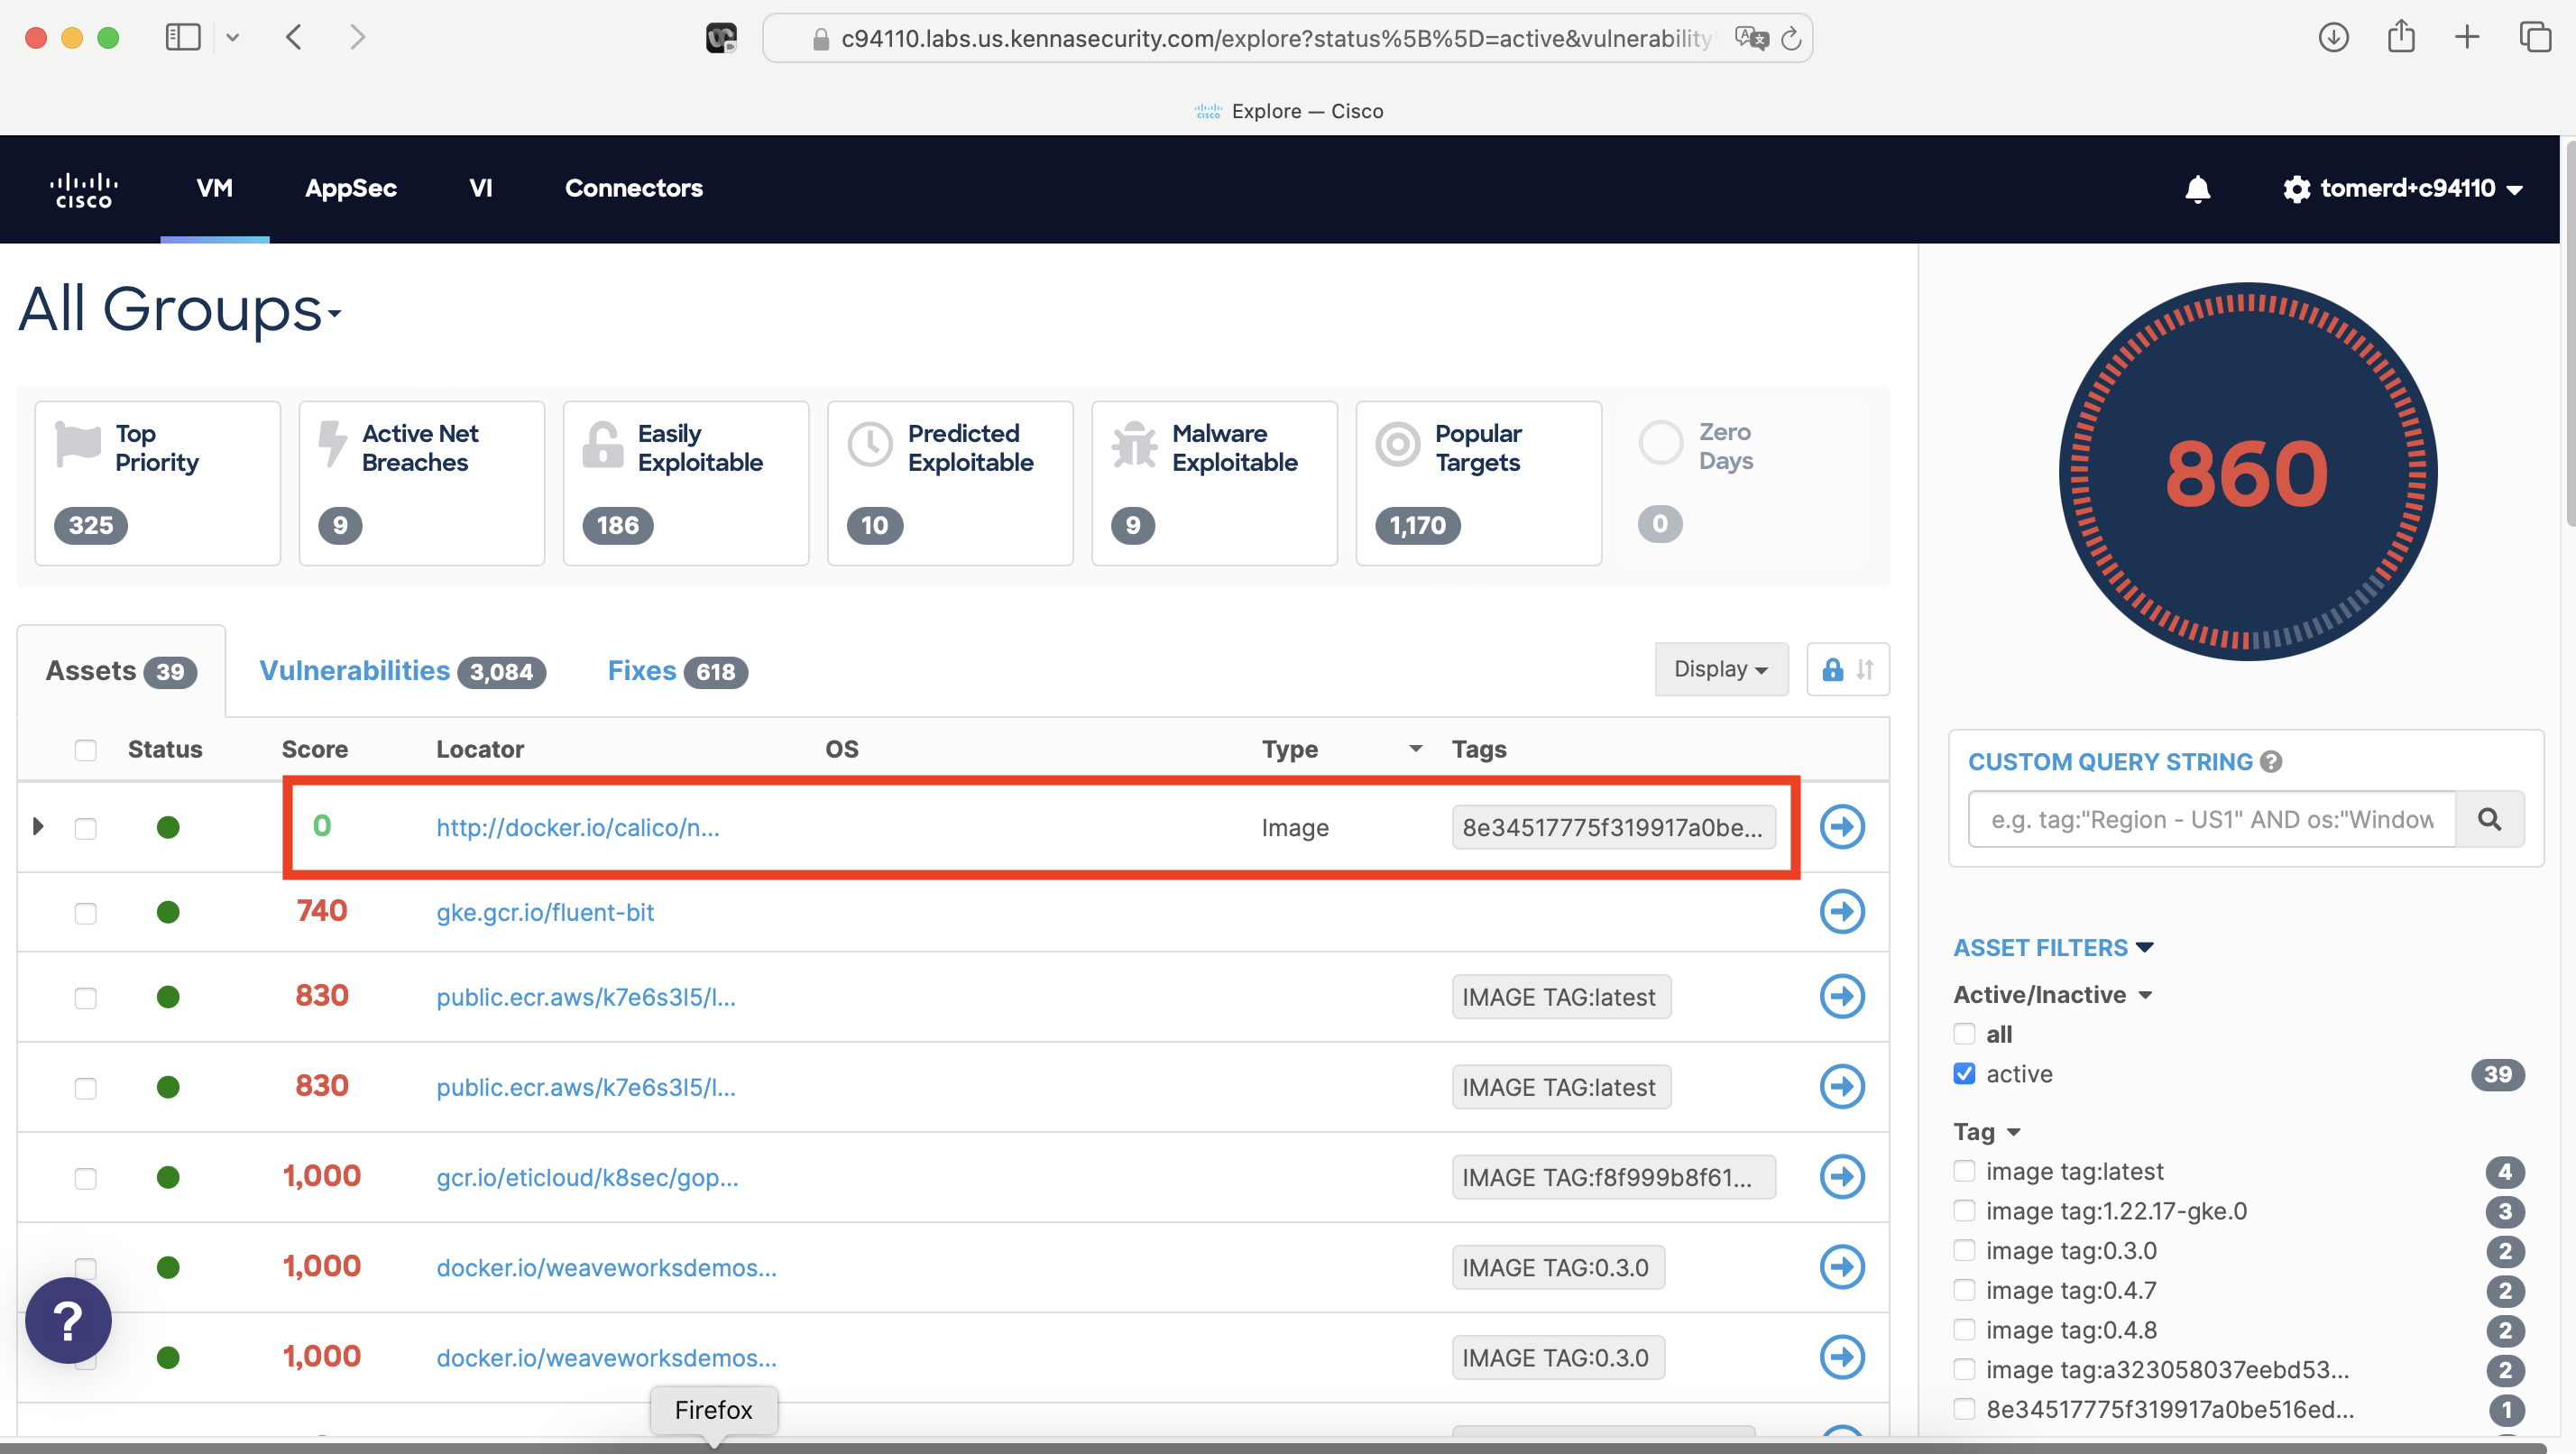 c94110.labs.us.kennasecurity.com/explore?status%5B%5D=active&vulnerability
Explore — Cisco
CISCO
VM
AppSec
VI
Connectors
tomerd+c94110
All Groups
Top Priority
325
Active Net Breaches
9
Easily Exploitable
186
Predicted Exploitable
10
Malware Exploitable
9
Popular Targets
1,170
Zero Days
0
860
Assets 39
Vulnerabilities 3,084
Fixes 618
Display
Status Score Locator OS Type Tags
0 http://docker.io/calico/n... Image 8e34517775f319917a0be...
740 gke.gcr.io/fluent-bit
830 public.ecr.aws/k7e6s3l5/l... IMAGE TAG:latest
830 public.ecr.aws/k7e6s3l5/l... IMAGE TAG:latest
1,000 gcr.io/eticloud/k8sec/gop... IMAGE TAG:f8f999b8f61...
1,000 docker.io/weaveworksdemos... IMAGE TAG:0.3.0
1,000 docker.io/weaveworksdemos... IMAGE TAG:0.3.0
?
Firefox
CUSTOM QUERY STRING ?
e.g. tag:"Region - US1" AND os:"Window
ASSET FILTERS
Active/Inactive
all
active 39
Tag
image tag:latest 4
image tag:1.22.17-gke.0 3
image tag:0.3.0 2
image tag:0.4.7 2
image tag:0.4.8 2
image tag:a323058037eebd53... 2
8e34517775f319917a0be516ed... 1